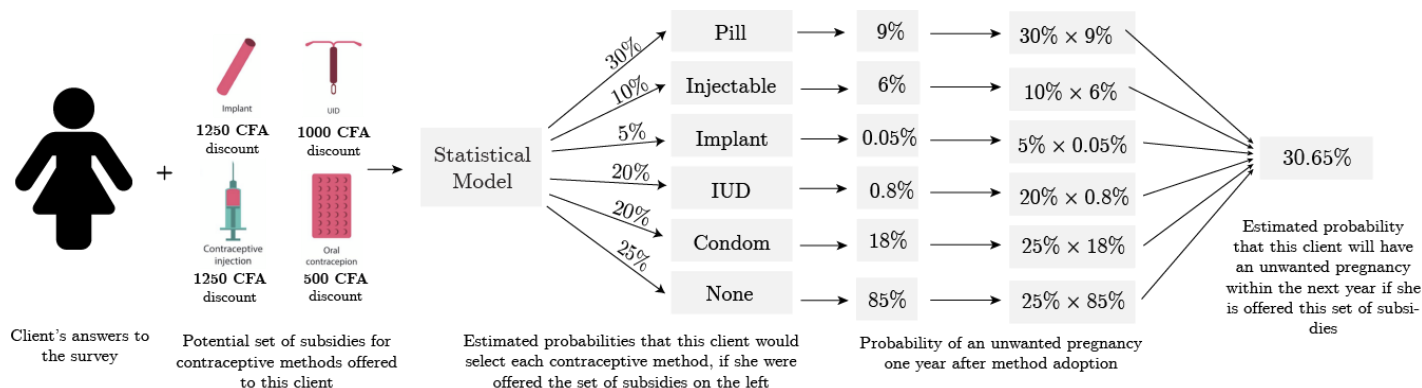 Implant
1250 CFA
discount
UID
1000 CFA
discount
Contraceptive
injection
1250 CFA
discount
Oral
contracepion
500 CFA
discount
+
Client's answers to
the survey
Potential set of subsidies for
contraceptive methods offered
to this client
Statistical
Model
30%
10%
5%
20%
20%
25%
Pill
Injectable
Implant
IUD
Condom
None
Estimated probabilities that this client would
select each contraceptive method, if she were
offered the set of subsidies on the left
9%
6%
0.05%
0.8%
18%
85%
30% × 9%
10% × 6%
5% × 0.05%
20% × 0.8%
25% × 18%
25% × 85%
Probability of an unwanted pregnancy
one year after method adoption
30.65%
Estimated probability
that this client will have
an unwanted pregnancy
within the next year if she
is offered this set of subsi-
dies